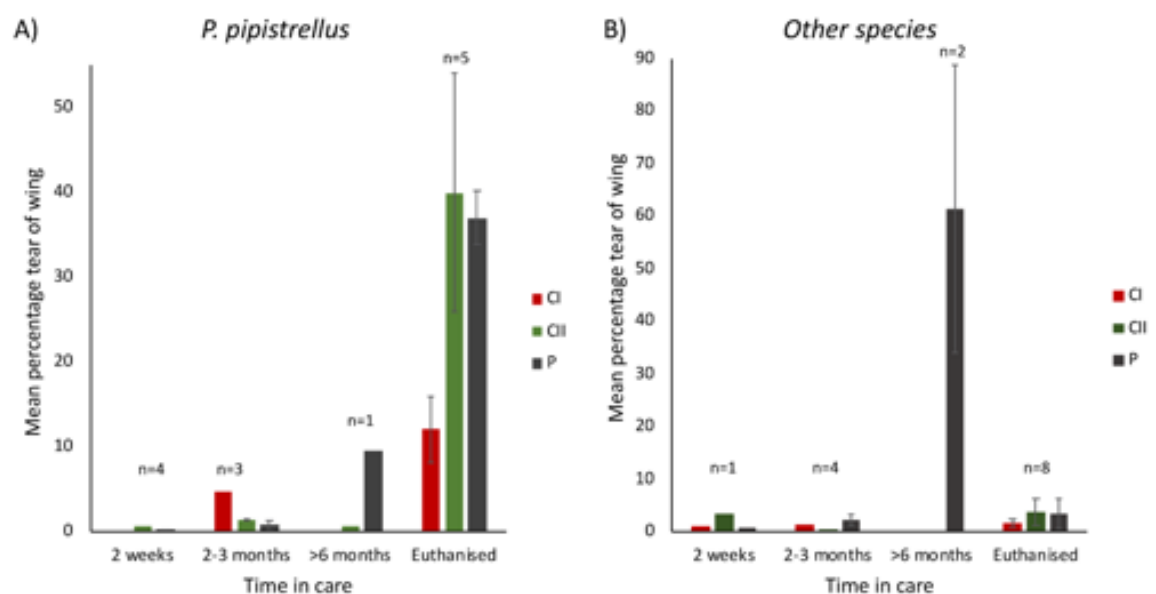 A)
P. pipistrellus
Mean percentage tear of wing
50
40
30
20
10
0
n=4
n=3
n=1
n=5
2 weeks
2-3 months
>6 months
Euthanised
Time in care
CI
CII
P
B)
Other species
Mean percentage tear of wing
90
80
70
60
50
40
30
20
10
0
n=1
n=4
n=2
n=8
2 weeks
2-3 months
>6 months
Euthanised
Time in care
CI
CII
P